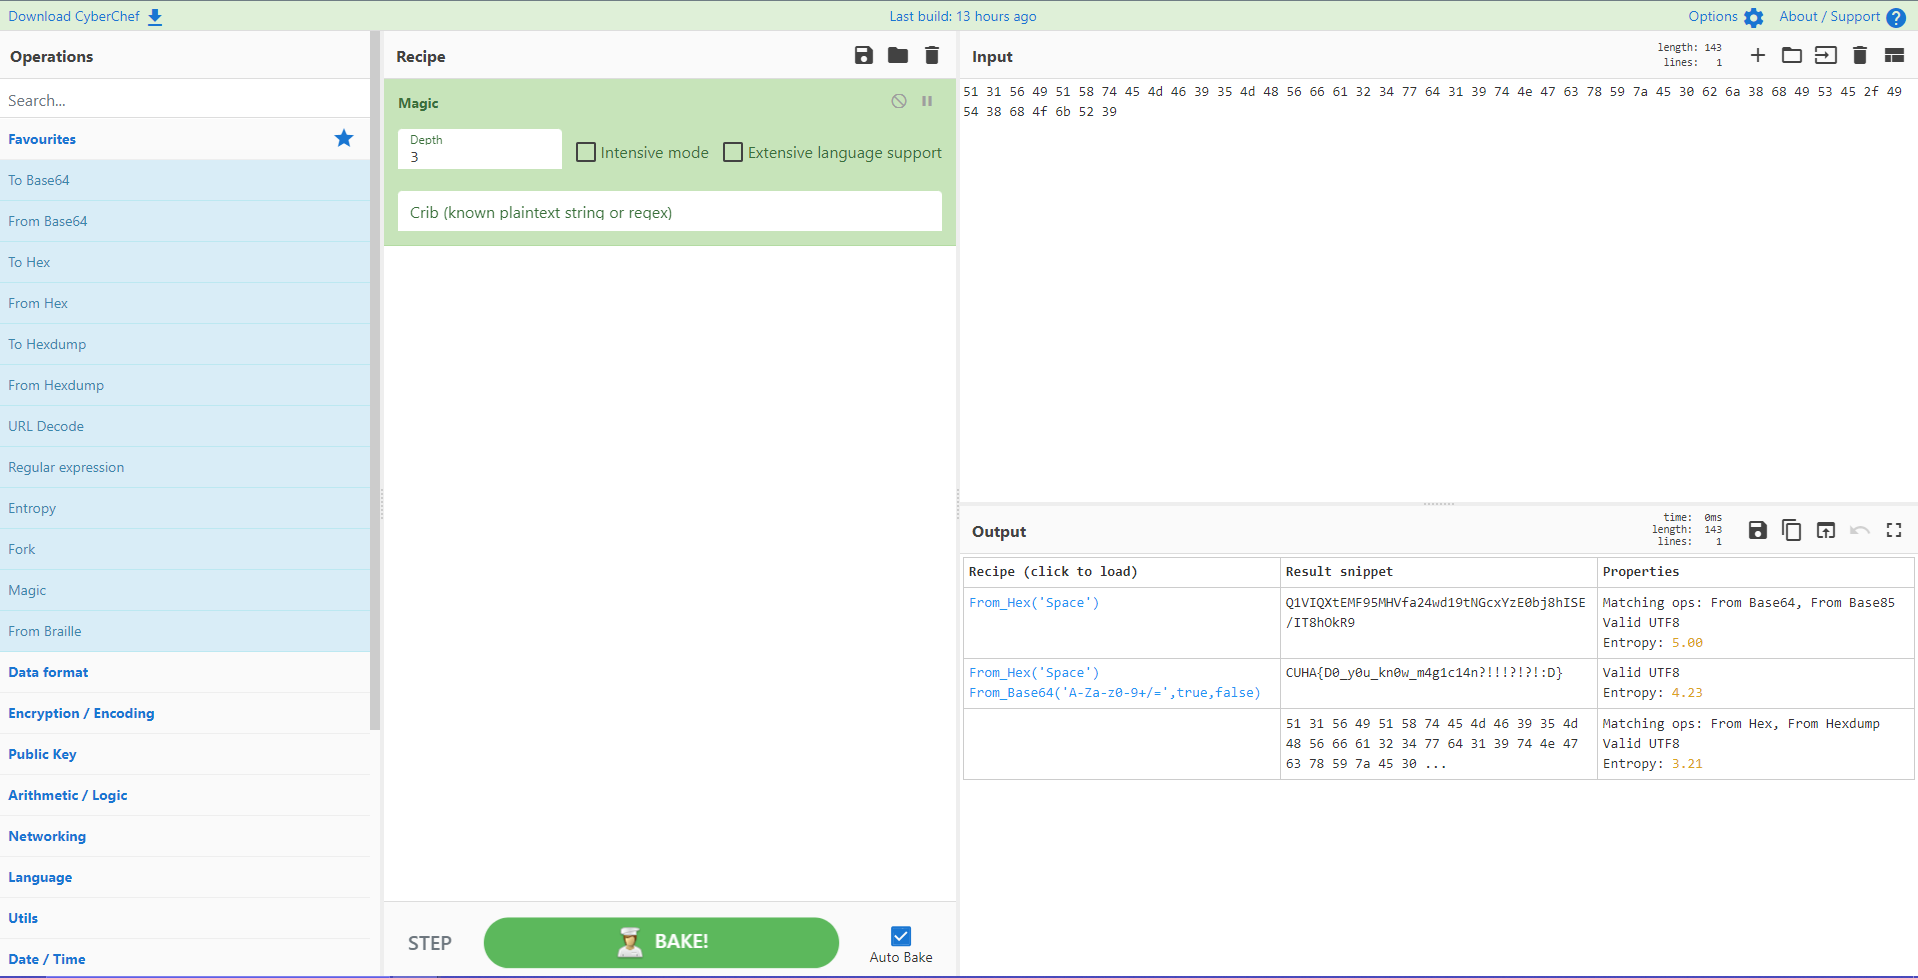 Download CyberChef
Last build: 13 hours ago
Options
About / Support
Operations
Search...
Favourites
To Base64
From Base64
To Hex
From Hex
To Hexdump
From Hexdump
URL Decode
Regular expression
Entropy
Fork
Magic
From Braille
Data format
Encryption / Encoding
Public Key
Arithmetic / Logic
Networking
Language
Utils
Date / Time
Recipe
Magic
Depth
3
Intensive mode
Extensive language support
Crib (known plaintext string or regex)
STEP
BAKE!
Auto Bake
Input
length: 143
lines: 1
51 31 56 49 51 58 74 45 4d 46 39 35 4d 48 56 66 61 32 34 77 64 31 39 74 4e 47 63 78 59 7a 45 30 62 6a 38 68 49 53 45 2f 49
54 38 68 4f 6b 52 39
Output
time: 0ms
length: 143
lines: 1
Recipe (click to load)
Result snippet
Properties
From_Hex('Space')
Q1VIQXtEMF95MHVfa24wd19tNGcxYzE0bj8hISE
/IT8hOkR9
Matching ops: From Base64, From Base85
Valid UTF8
Entropy: 5.00
From_Hex('Space')
From_Base64('A-Za-z0-9+/=',true,false)
CUHA{D0_y0u_kn0w_m4g1c14n?!!!?!?!:D}
Valid UTF8
Entropy: 4.23
51 31 56 49 51 58 74 45 4d 46 39 35 4d
48 56 66 61 32 34 77 64 31 39 74 4e 47
63 78 59 7a 45 30 ...
Matching ops: From Hex, From Hexdump
Valid UTF8
Entropy: 3.21